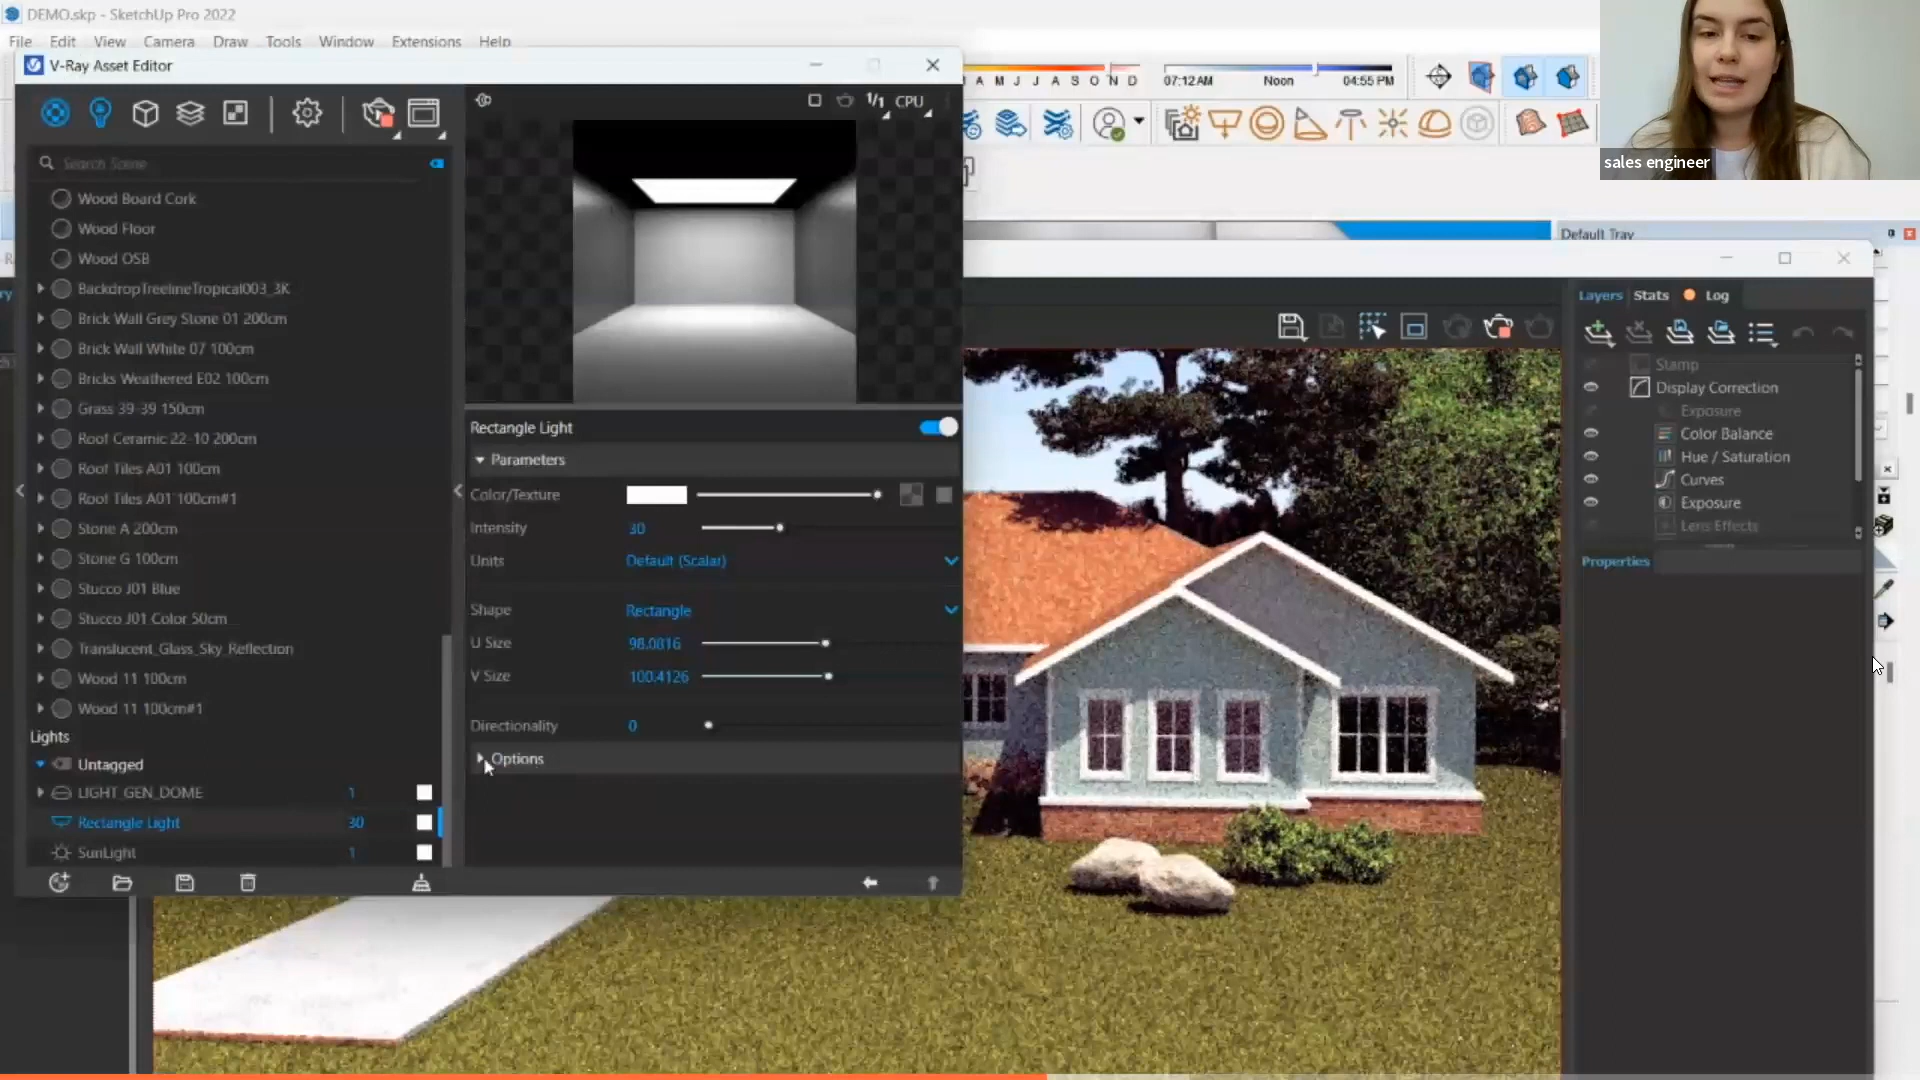 DEMO.skp - SketchUp Pro 2022
File Edit View Camera Draw Tools Window Extensions Help
V-Ray Asset Editor
A M J J A S O N D
07:12 AM Noon 04:55 PM
1/1 CPU
Search Scene
sales engineer
Wood Board Cork
Wood Floor
Wood OSB
BackdropTreelineTropical003_3K
Brick Wall Grey Stone 01 200cm
Brick Wall White 07 100cm
Bricks Weathered E02 100cm
Grass 39-39 150cm
Roof Ceramic 22-10 200cm
Roof Tiles A01 100cm
Roof Tiles A01 100cm#1
Stone A 200cm
Stone G 100cm
Stucco J01 Blue
Stucco J01 Color 50cm
Translucent_Glass_Sky_Reflection
Wood 11 100cm
Wood 11 100cm#1
Lights
Untagged
LIGHT_GEN_DOME 1
Rectangle Light 30
SunLight 1
Rectangle Light
Parameters
Color/Texture
Intensity 30
Units Default (Scalar)
Shape Rectangle
U Size 98.0816
V Size 100.4126
Directionality 0
Options
Default Tray
Layers Stats Log
Stamp
Display Correction
Exposure
Color Balance
Hue / Saturation
Curves
Exposure
Lens Effects
Properties